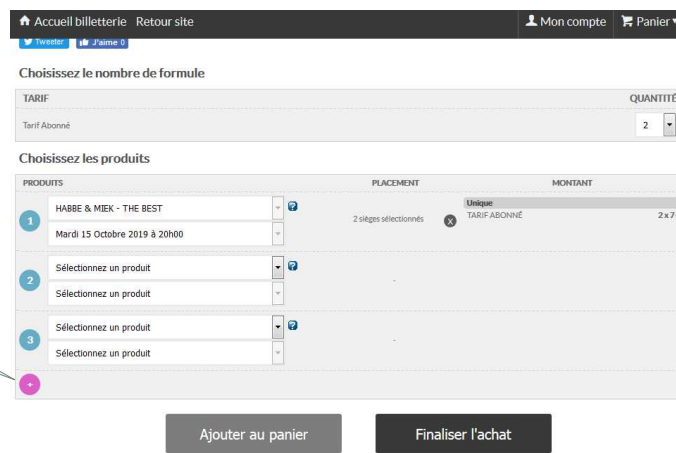 Accueil billetterie Retour site Mon compte Panier
Tweeter J'aime 0
Choisissez le nombre de formule
TARIF QUANTITÉ
Tarif Abonné 2
Choisissez les produits
PRODUITS PLACEMENT MONTANT
1 HABBE & MIEK - THE BEST ? 2 sièges sélectionnés X Unique
Mardi 15 Octobre 2019 à 20h00 TARIF ABONNÉ 2 x 7
2 Sélectionnez un produit ? -
Sélectionnez un produit
3 Sélectionnez un produit ? -
Sélectionnez un produit
+
Ajouter au panier Finaliser l'achat